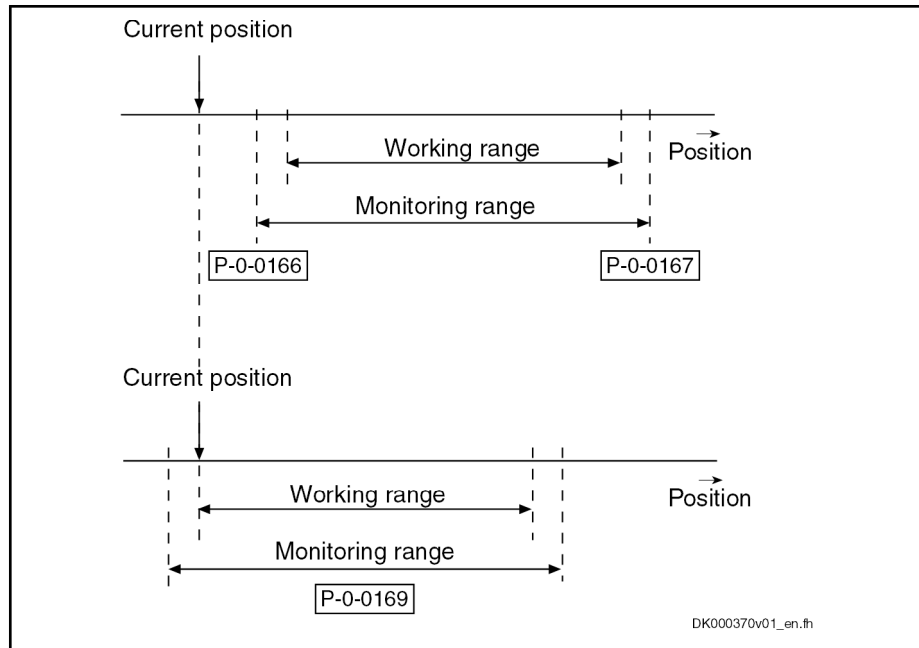 Current position
Working range
Position
Monitoring range
P-0-0166
P-0-0167
Current position
Working range
Position
Monitoring range
P-0-0169
DK000370v01_en.fh